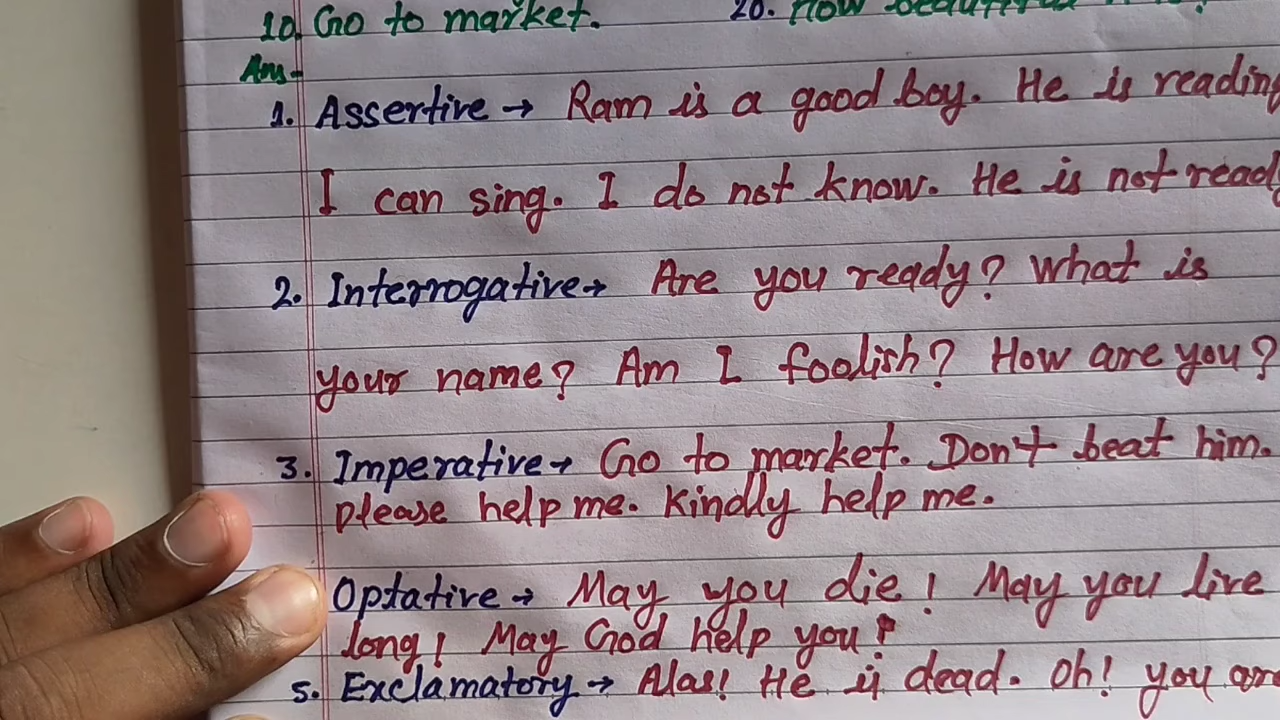 10. Go to market. 20. How
Ans-
1. Assertive → Ram is a good boy. He is reading
I can sing. I do not know. He is not read
2. Interrogative → Are you ready? What is
your name? Am I foolish? How are you?
3. Imperative → Go to market. Don't beat him.
please help me. Kindly help me.
Optative → May you die! May you live
long! May God help you!
5. Exclamatory → Alas! He is dead. Oh! you are